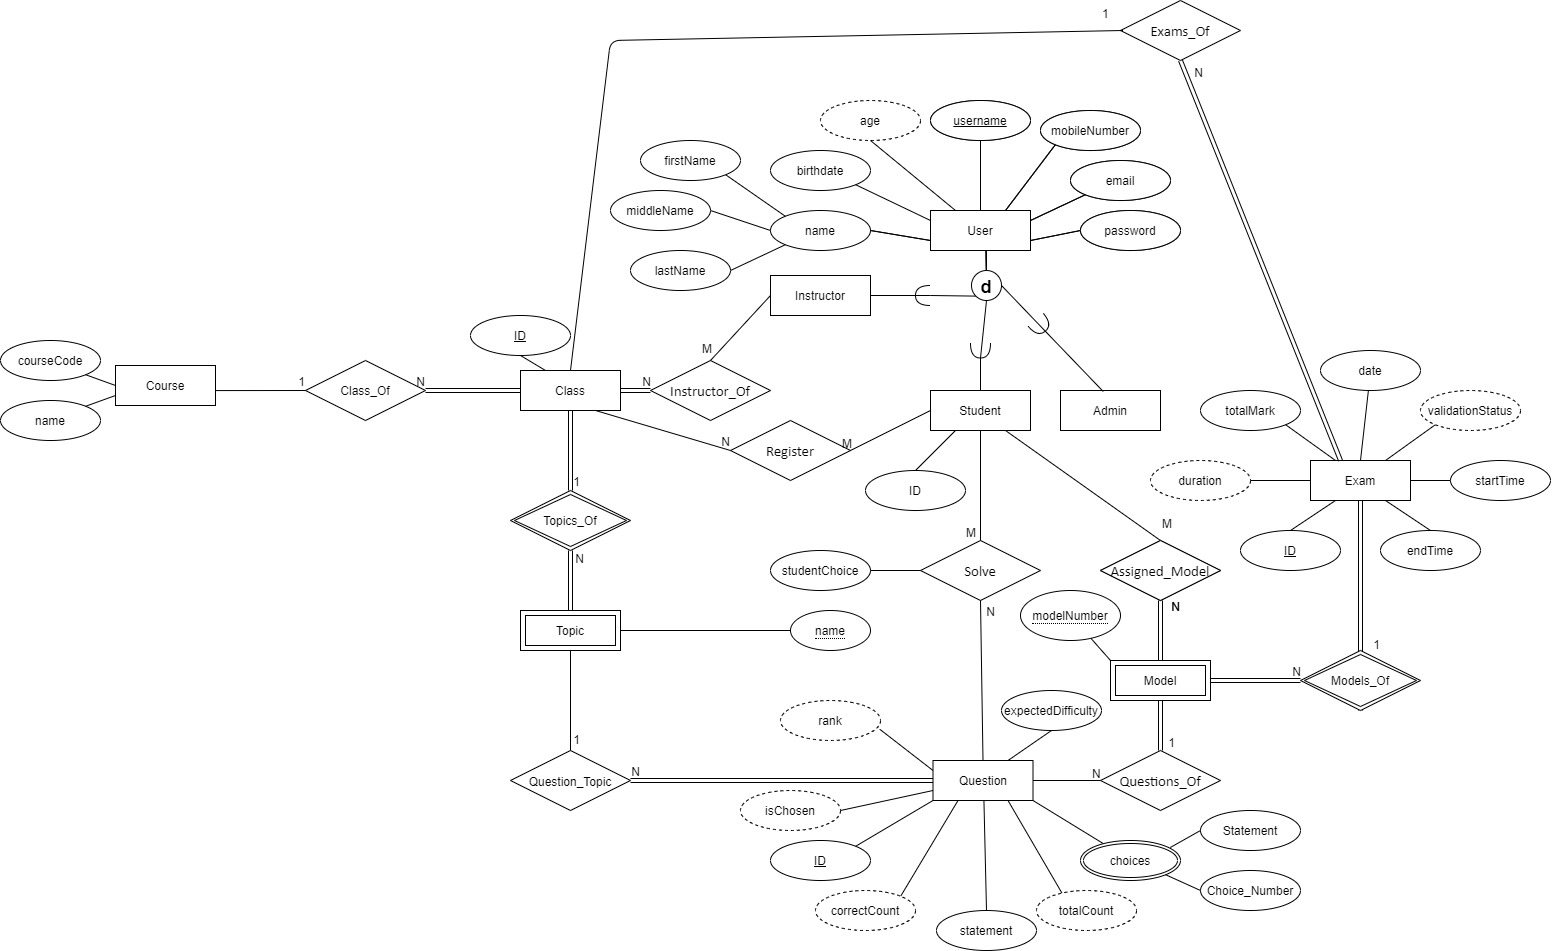 1
Exams_Of
N
age
username
mobileNumber
firstName
birthdate
email
middleName
name
User
password
lastName
d
Instructor
ID
M
courseCode
Course
1
Class_Of
N
Class
N
Instructor_Of
name
Student
Admin
date
totalMark
validationStatus
N
Register
M
ID
duration
Exam
startTime
1
Topics_Of
N
M
M
ID
endTime
studentChoice
Solve
Assigned_Model
N
N
modelNumber
Topic
name
1
N
Model
Models_Of
rank
expectedDifficulty
1
1
Question_Topic
N
Question
N
Questions_Of
isChosen
ID
choices
Statement
Choice_Number
correctCount
statement
totalCount